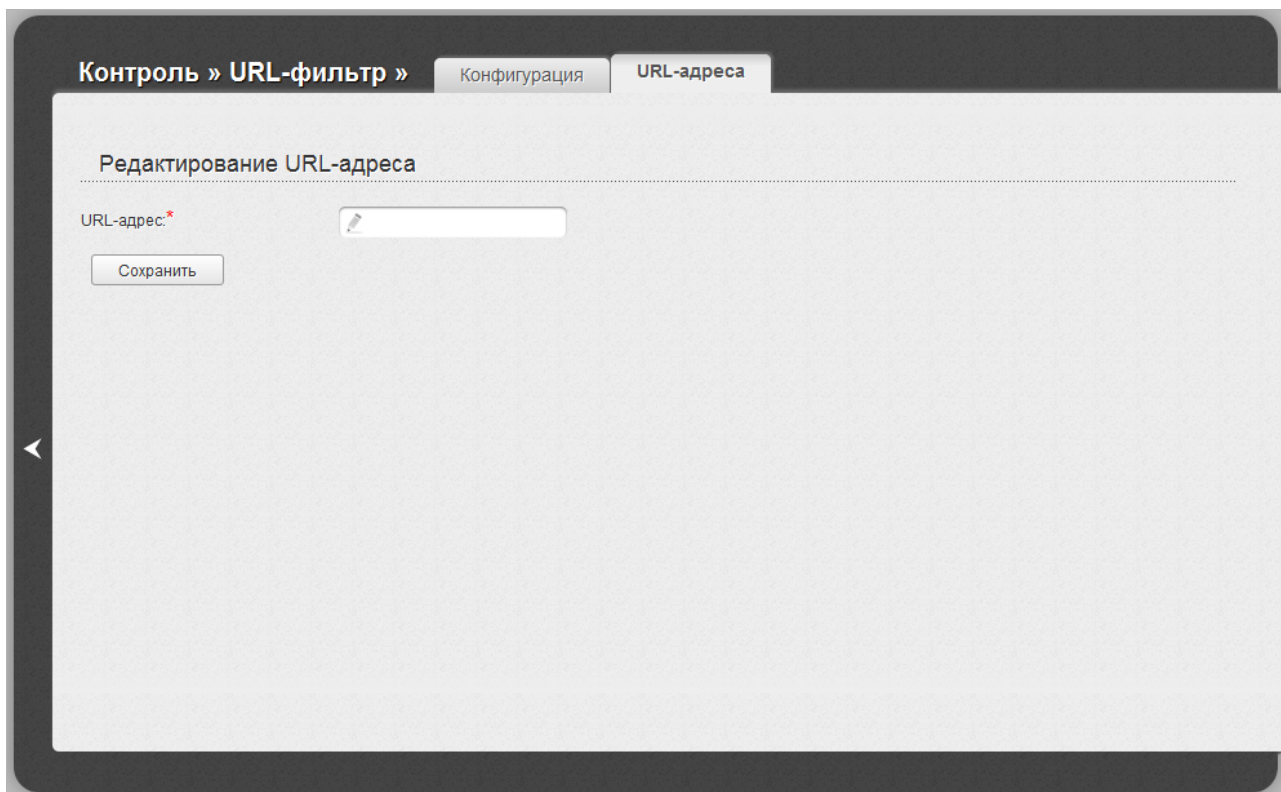 Контроль » URL-фильтр » Конфигурация URL-адреса
Редактирование URL-адреса
URL-адрес:*
Сохранить